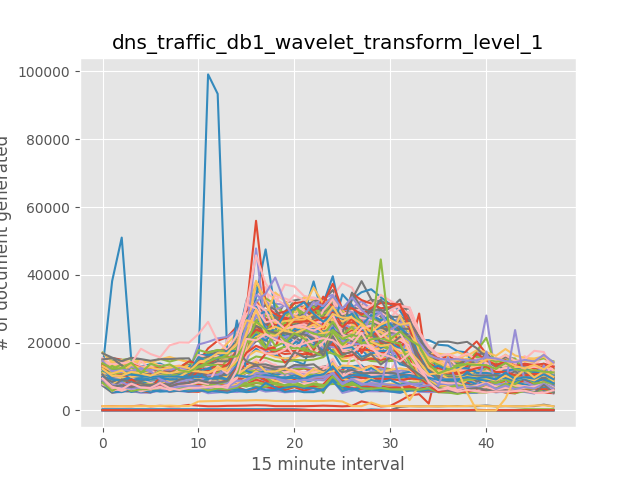 dns_traffic_db1_wavelet_transform_level_1
100000
80000
60000
40000
20000
0
# of document generated
0 10 20 30 40
15 minute interval